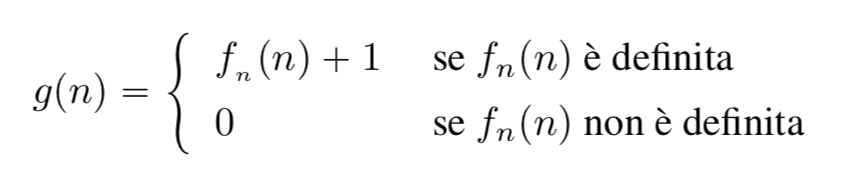 g(n) = { f_n(n) + 1 se f_n(n) è definita
0 se f_n(n) non è definita